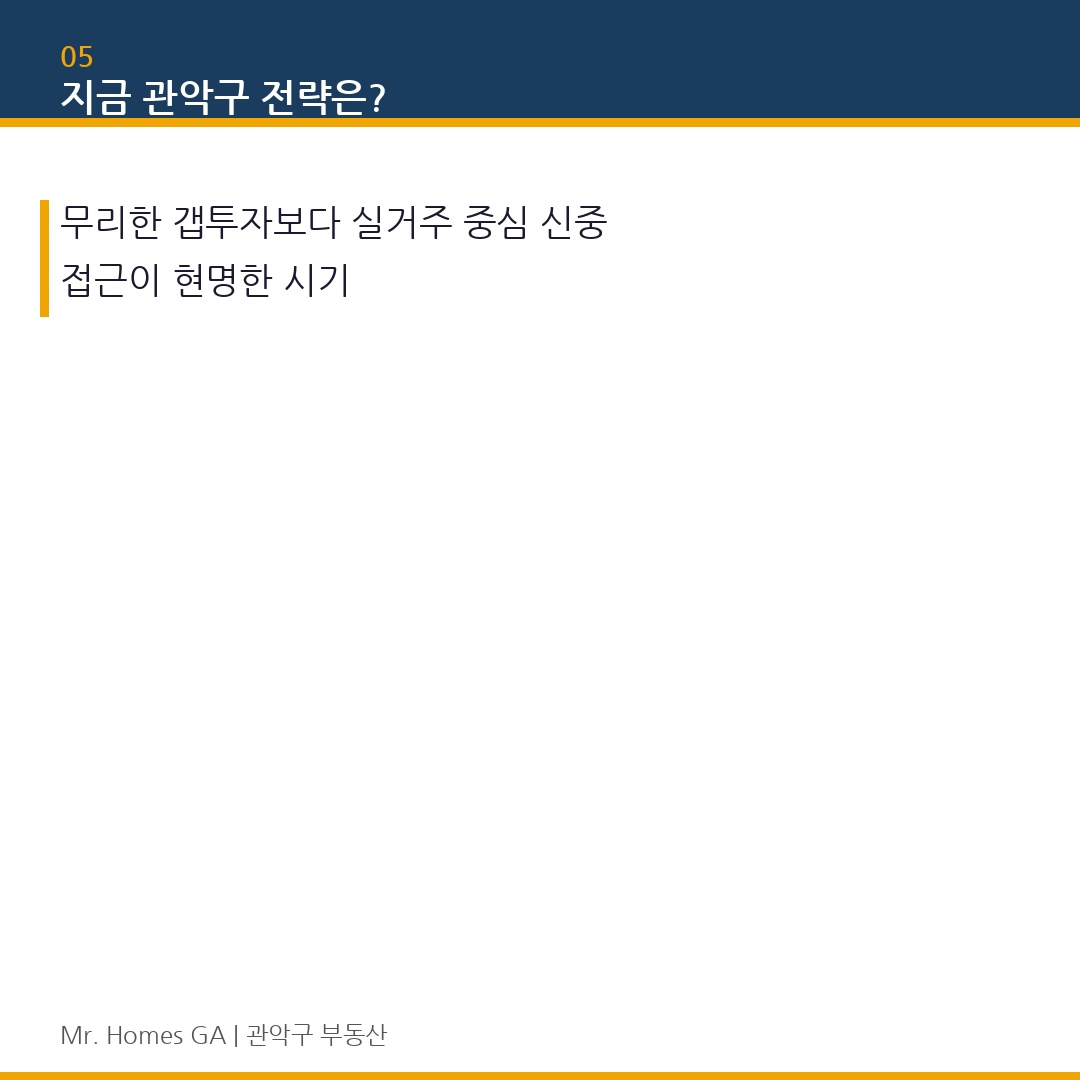 05
지금 관악구 전략은?
무리한 갭투자보다 실거주 중심 신중
접근이 현명한 시기
Mr. Homes GA | 관악구 부동산